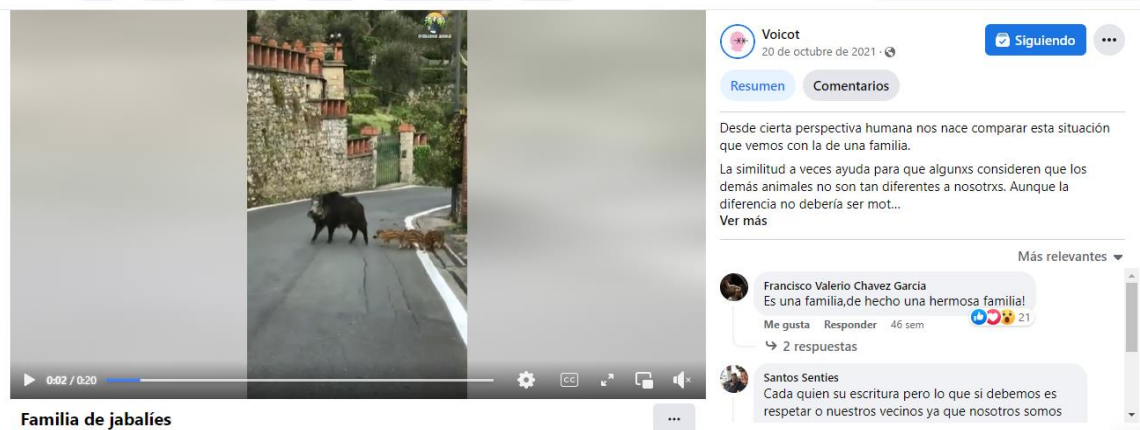 Voicot
20 de octubre de 2021 ·
Siguiendo
Resumen
Comentarios
Desde cierta perspectiva humana nos nace comparar esta situación
que vemos con la de una familia.
La similitud a veces ayuda para que algunxs consideren que los
demás animales no son tan diferentes a nosotrxs. Aunque la
diferencia no debería ser mot...
Ver más
Más relevantes
Francisco Valerio Chavez Garcia
Es una familia,de hecho una hermosa familia!
21
Me gusta Responder 46 sem
2 respuestas
Santos Senties
Cada quien su escritura pero lo que si debemos es
respetar o nuestros vecinos ya que nosotros somos
0:02 / 0:20
CC
Familia de jabalíes